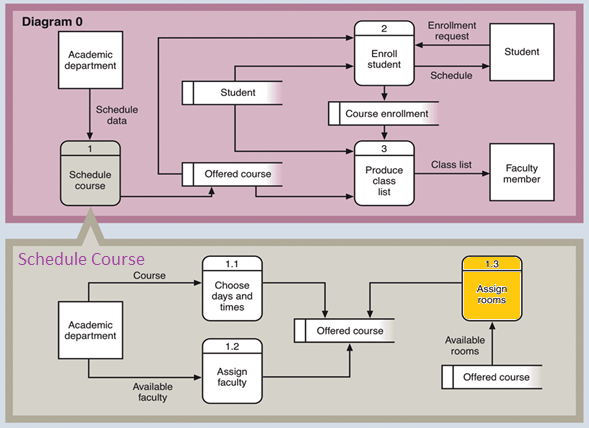 Diagram 0
Academic
department
Schedule
data
1
Schedule
course
Student
Offered course
2
Enroll
student
Enrollment
request
Schedule
Student
Course enrollment
3
Produce
class
list
Class list
Faculty
member
Schedule Course
Academic
department
Course
Available
faculty
1.1
Choose
days and
times
1.2
Assign
faculty
Offered course
1.3
Assign
rooms
Available
rooms
Offered course